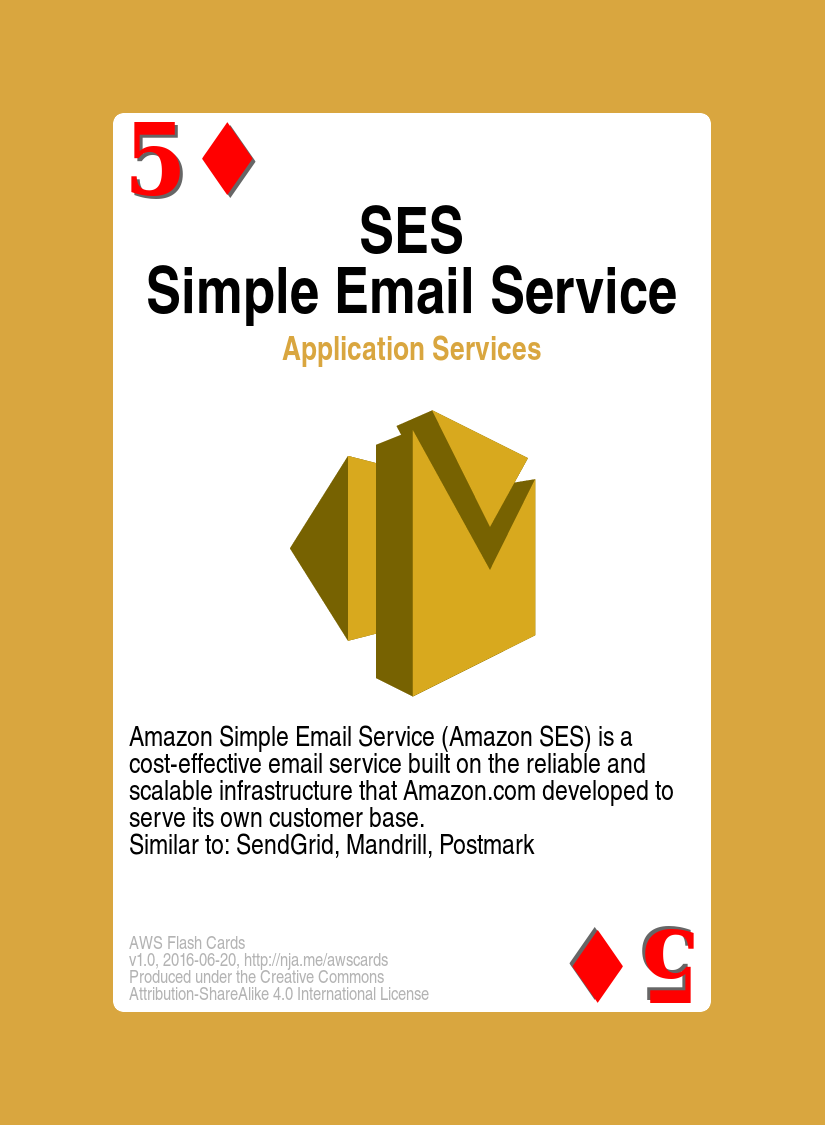 5♦
SES
Simple Email Service
Application Services
Amazon Simple Email Service (Amazon SES) is a
cost-effective email service built on the reliable and
scalable infrastructure that Amazon.com developed to
serve its own customer base.
Similar to: SendGrid, Mandrill, Postmark
AWS Flash Cards
v1.0, 2016-06-20, http://nja.me/awscards
Produced under the Creative Commons
Attribution-ShareAlike 4.0 International License
5♦